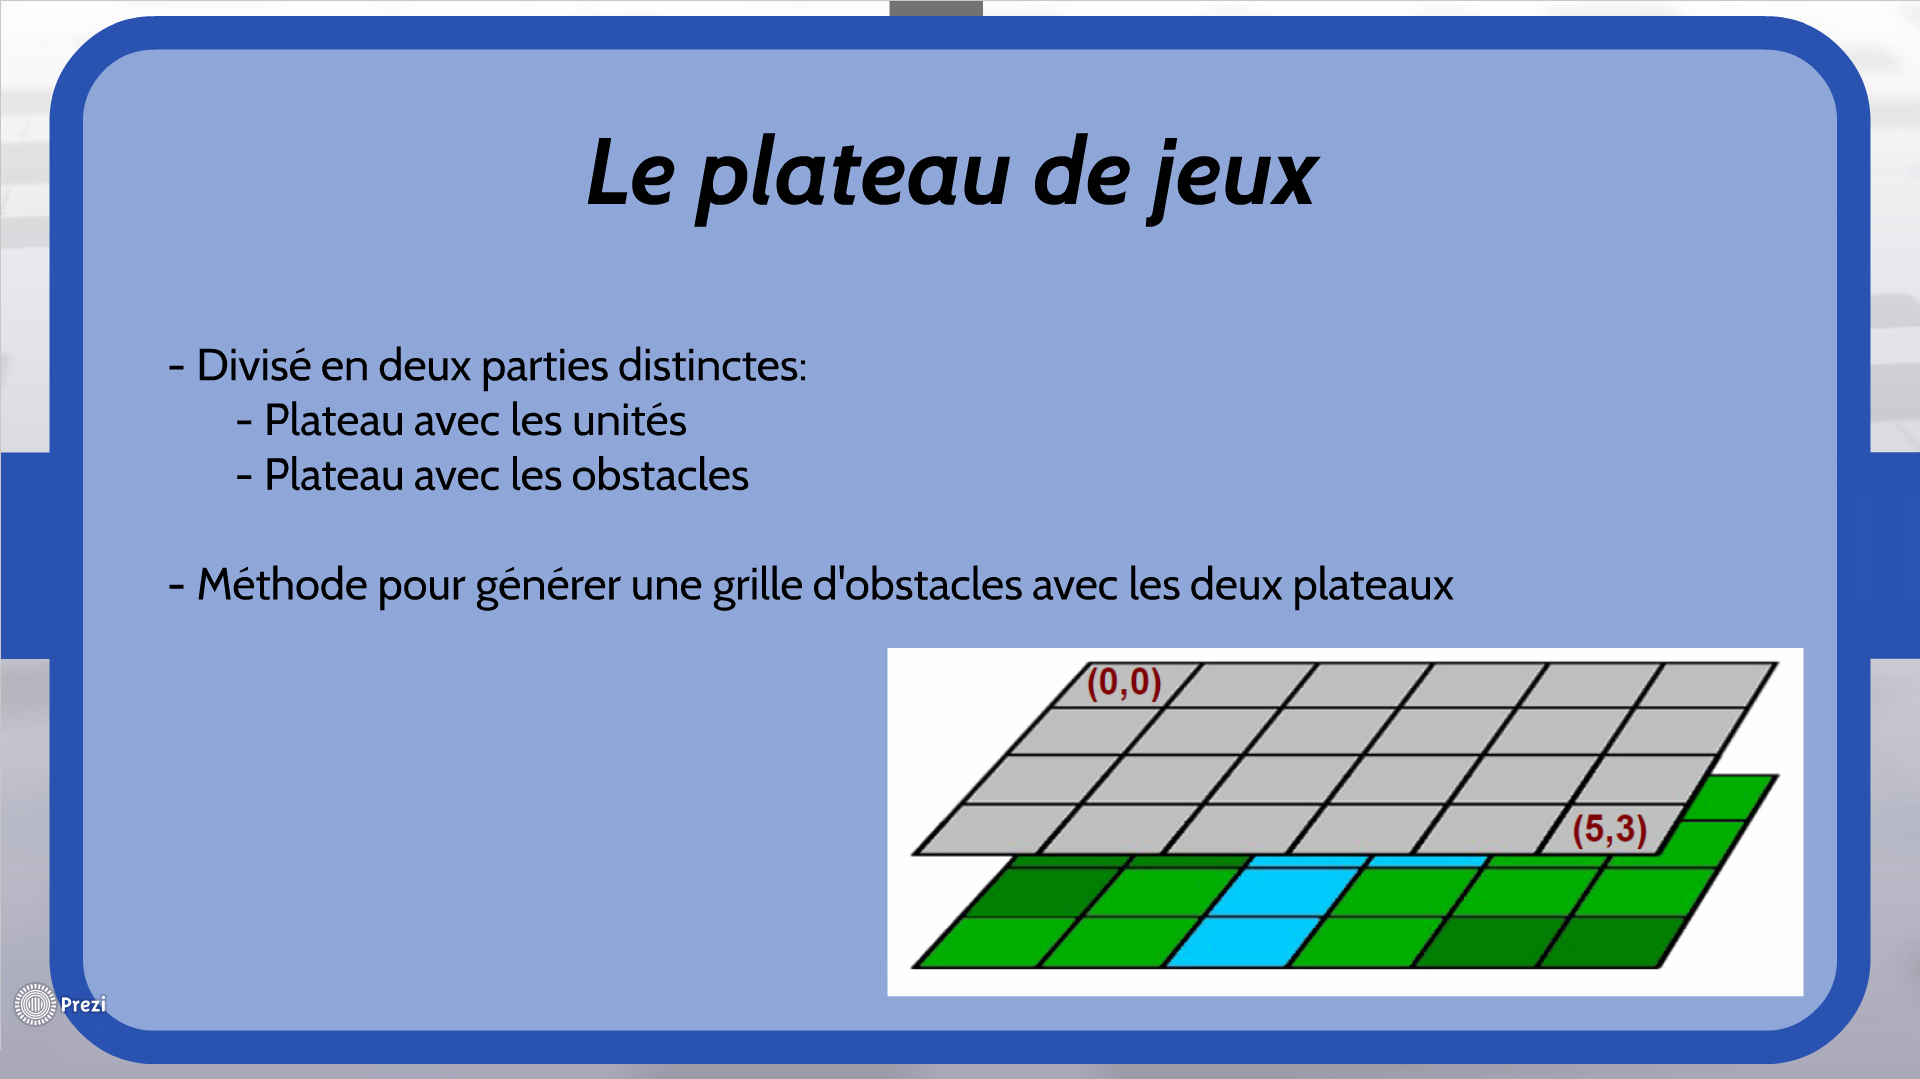 Le plateau de jeux
- Divisé en deux parties distinctes:
- Plateau avec les unités
- Plateau avec les obstacles
- Méthode pour générer une grille d'obstacles avec les deux plateaux
(0,0)
(5,3)
Prezi